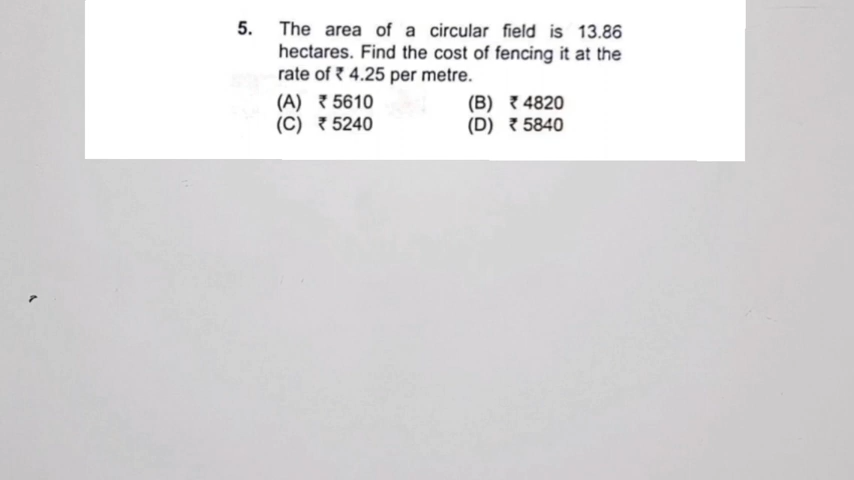 5. The area of a circular field is 13.86
hectares. Find the cost of fencing it at the
rate of ₹ 4.25 per metre.
(A) ₹ 5610 (B) ₹ 4820
(C) ₹ 5240 (D) ₹ 5840